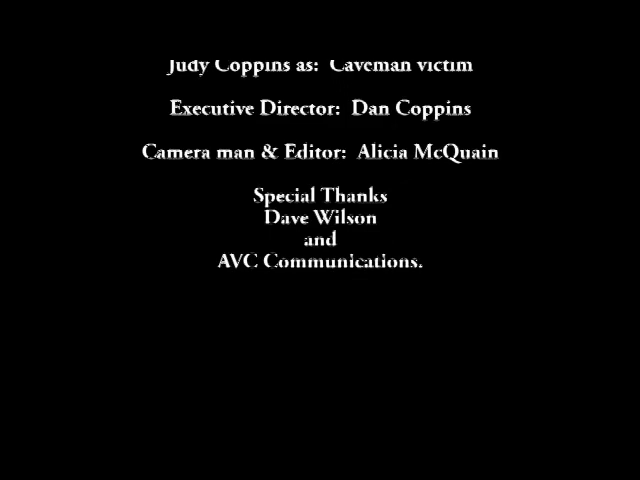 Judy Coppins as: Caveman victim
Executive Director: Dan Coppins
Camera man & Editor: Alicia McQuain
Special Thanks
Dave Wilson
and
AVC Communications.